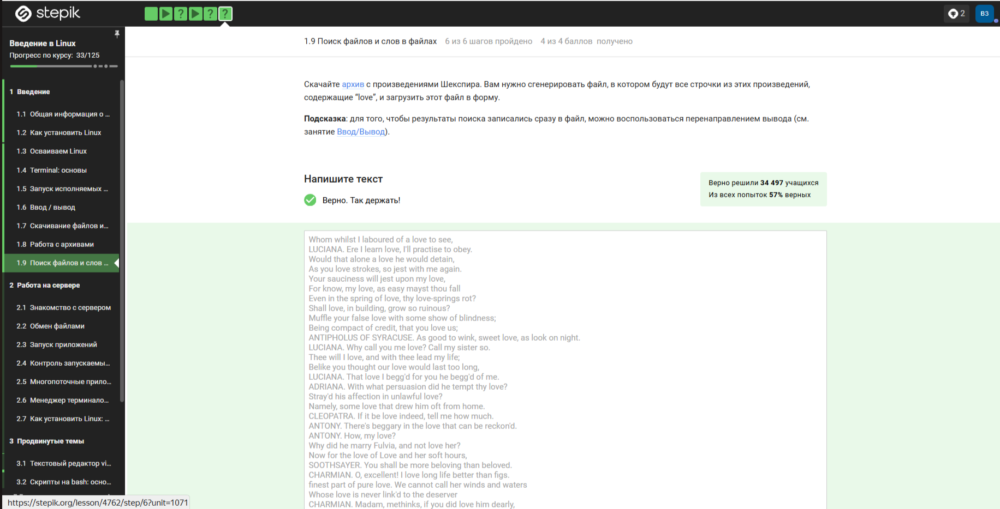 stepik
2
ВЗ
Введение в Linux
Прогресс по курсу: 33/125
1 Введение
1.1 Общая информация о ...
1.2 Как установить Linux
1.3 Осваиваем Linux
1.4 Terminal: основы
1.5 Запуск исполняемых ...
1.6 Ввод / вывод
1.7 Скачивание файлов и...
1.8 Работа с архивами
1.9 Поиск файлов и слов ...
2 Работа на сервере
2.1 Знакомство с сервером
2.2 Обмен файлами
2.3 Запуск приложений
2.4 Контроль запускаемы...
2.5 Многопоточные прило...
2.6 Менеджер терминало...
2.7 Как установить Linux: ...
3 Продвинутые темы
3.1 Текстовый редактор vi...
3.2 Скрипты на bash: осно...
https://stepik.org/lesson/4762/step/6?unit=1071
1.9 Поиск файлов и слов в файлах 6 из 6 шагов пройдено 4 из 4 баллов получено
Скачайте архив с произведениями Шекспира. Вам нужно сгенерировать файл, в котором будут все строчки из этих произведений,
содержащие “love”, и загрузить этот файл в форму.
Подсказка: для того, чтобы результаты поиска записались сразу в файл, можно воспользоваться перенаправлением вывода (см.
занятие Ввод/Вывод).
Напишите текст
Верно. Так держать!
Верно решили 34 497 учащихся
Из всех попыток 57% верных
Whom whilst I laboured of a love to see,
LUCIANA. Ere I learn love, I'll practise to obey.
Would that alone a love he would detain,
As you love strokes, so jest with me again.
Your sauciness will jest upon my love,
For know, my love, as easy mayst thou fall
Even in the spring of love, thy love-springs rot?
Shall love, in building, grow so ruinous?
Muffle your false love with some show of blindness;
Being compact of credit, that you love us;
ANTIPHOLUS OF SYRACUSE. As good to wink, sweet love, as look on night.
LUCIANA. Why call you me love? Call my sister so.
Thee will I love, and with thee lead my life;
Belike you thought our love would last too long,
LUCIANA. That love I begg'd for you he begg'd of me.
ADRIANA. With what persuasion did he tempt thy love?
Stray'd his affection in unlawful love?
Namely, some love that drew him oft from home.
CLEOPATRA. If it be love indeed, tell me how much.
ANTONY. There's beggary in the love that can be reckon'd.
ANTONY. How, my love?
Why did he marry Fulvia, and not love her?
Now for the love of Love and her soft hours,
SOOTHSAYER. You shall be more beloving than beloved.
CHARMIAN. O, excellent! I love long life better than figs.
finest part of pure love. We cannot call her winds and waters
Whose love is never link'd to the deserver
CHARMIAN. Madam, methinks, if you did love him dearly,